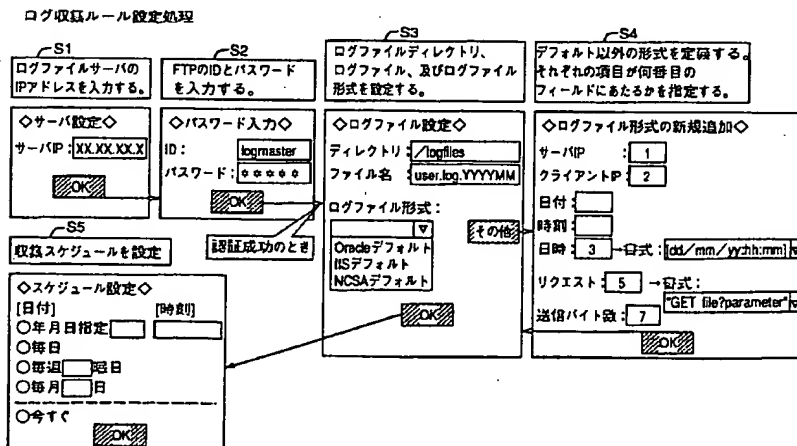 ログ収録ルール設定処理
S1
ログファイルサーバの
IPアドレスを入力する。
S2
FTPのIDとパスワード
を入力する。
S3
ログファイルディレクトリ、
ログファイル、及びログファイル
形式を設定する。
S4
デフォルト以外の形式を定義する。
それぞれの項目が何番目の
フィールドにあたるかを指定する。
◇サーバ設定◇
サーバIP : XX.XX.XX.X
OK
◇パスワード入力◇
ID : logmaster
パスワード : *****
OK
認証成功のとき
◇ログファイル設定◇
ディレクトリ : /logfiles
ファイル名 : user.log.YYYYMM
ログファイル形式 :
Oracleデフォルト
IISデフォルト
NCSAデフォルト
その他
OK
◇ログファイル形式の新規追加◇
サーバIP : 1
クライアントIP : 2
日付 :
時刻 :
日時 : 3 →書式 : [dd/mm/yy:hh:mm]
リクエスト : 5 →書式 :
"GET file?parameter"
送信バイト数 : 7
OK
S5
収録スケジュールを設定
◇スケジュール設定◇
[日付] [時刻]
○年月日指定
○毎日
○毎週 曜日
○毎月 日
○今すぐ
OK